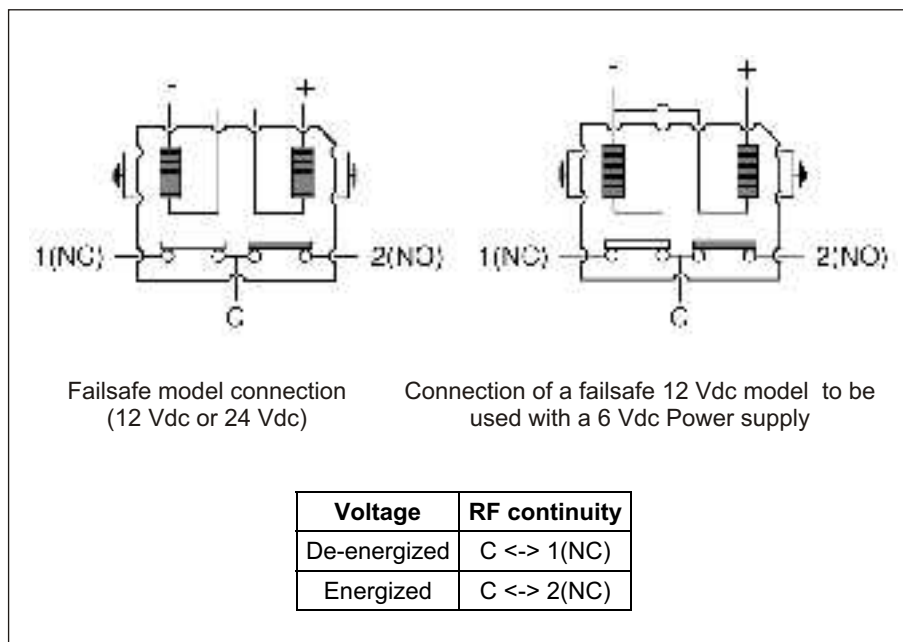 - +
- +
1(NC) 2(NO)
1(NC) 2(NO)
C
C
Failsafe model connection
(12 Vdc or 24 Vdc)
Connection of a failsafe 12 Vdc model to be
used with a 6 Vdc Power supply
Voltage RF continuity
De-energized C <-> 1(NC)
Energized C <-> 2(NC)